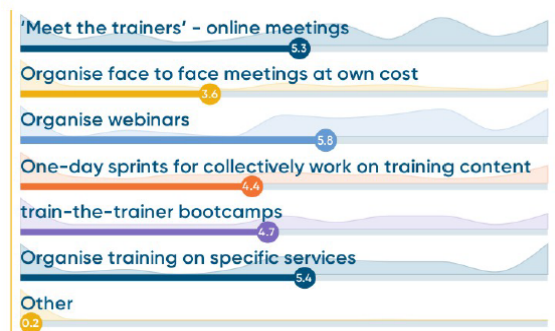 'Meet the trainers' - online meetings
5.3
Organise face to face meetings at own cost
3.6
Organise webinars
5.8
One-day sprints for collectively work on training content
4.4
train-the-trainer bootcamps
4.7
Organise training on specific services
5.4
Other
0.2